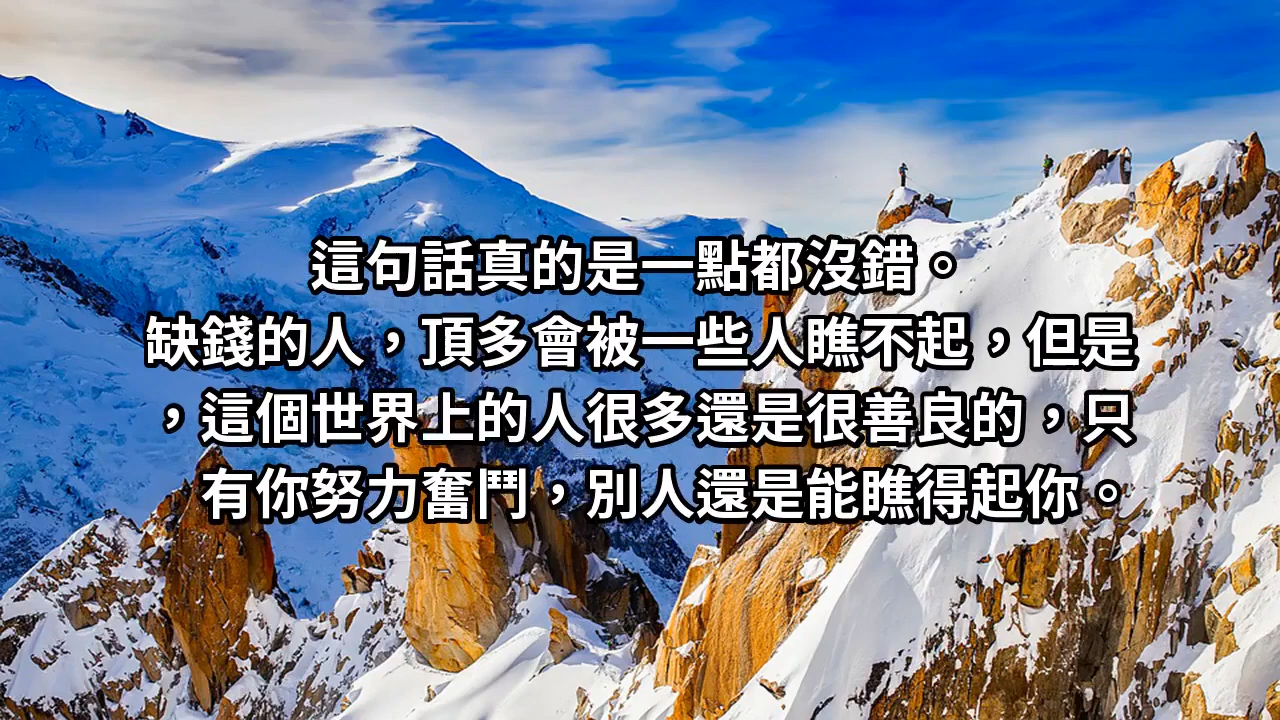 這句話真的是一點都沒錯。
缺錢的人，頂多會被一些人瞧不起，但是
，這個世界上的人很多還是很善良的，只
有你努力奮鬥，別人還是能瞧得起你。